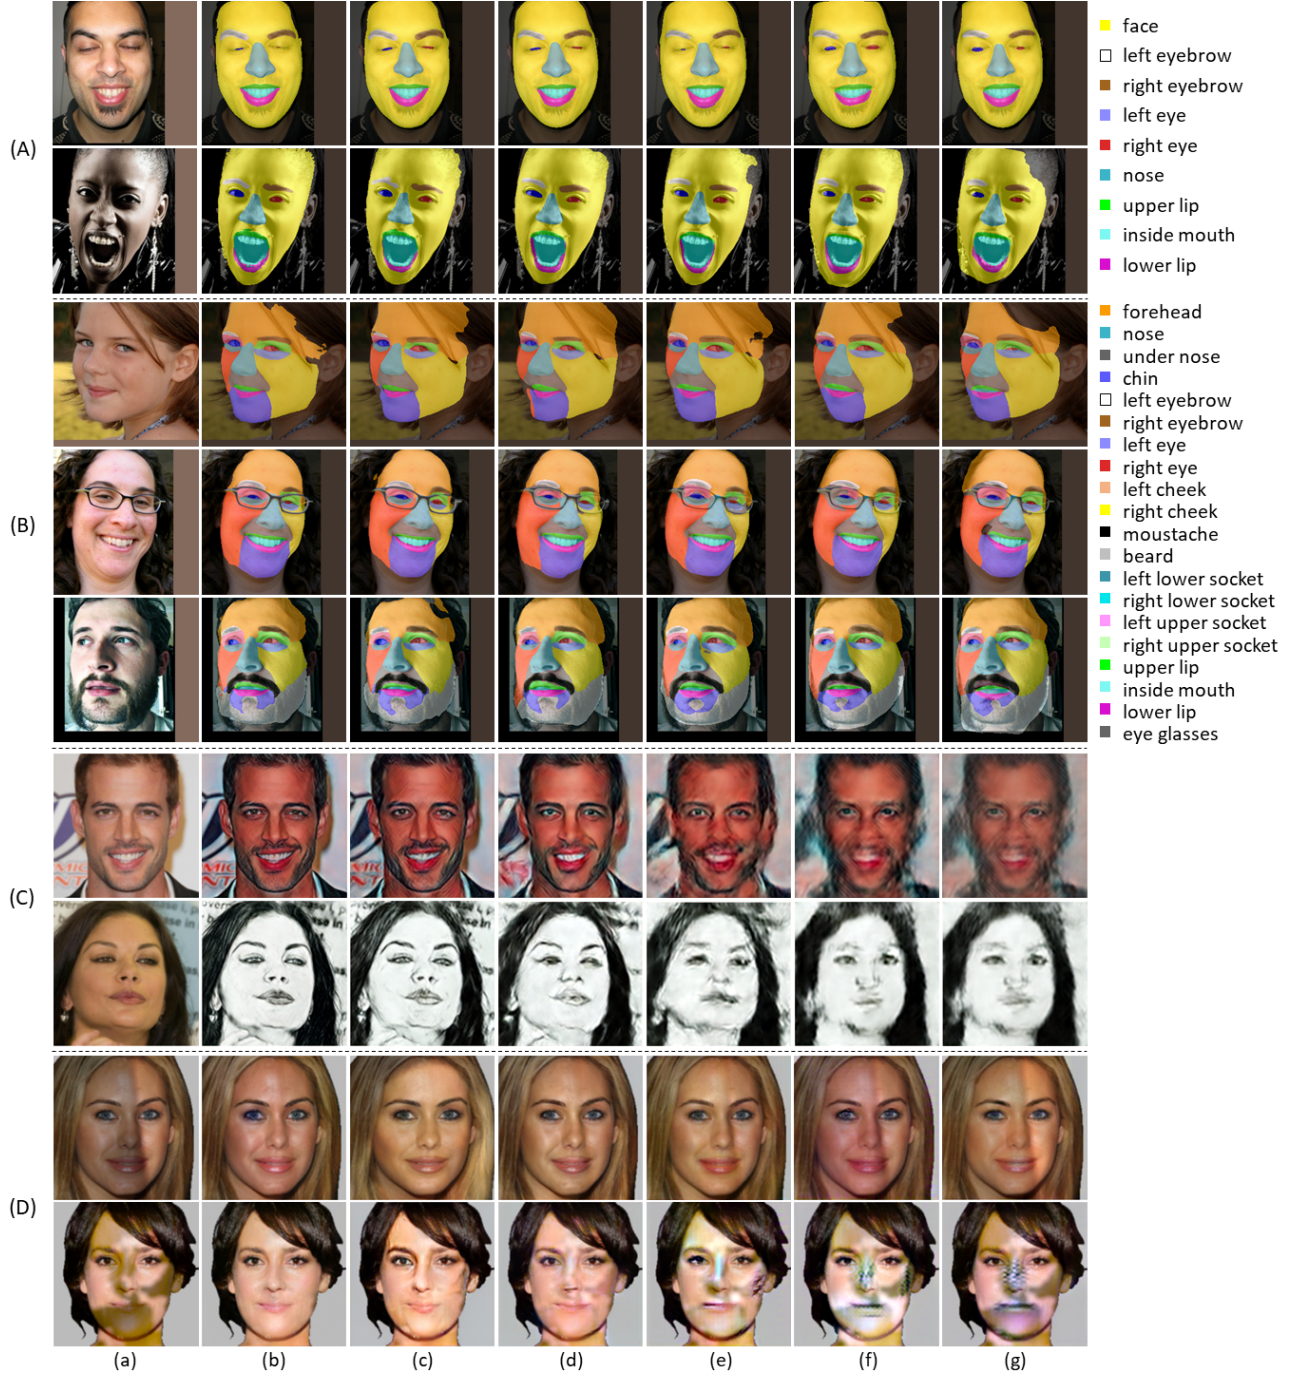 face
left eyebrow
right eyebrow
left eye
right eye
nose
upper lip
inside mouth
lower lip
(A)
forehead
nose
under nose
chin
left eyebrow
right eyebrow
left eye
right eye
left cheek
right cheek
moustache
beard
left lower socket
right lower socket
left upper socket
right upper socket
upper lip
inside mouth
lower lip
eye glasses
(B)
(C)
(D)
(a) (b) (c) (d) (e) (f) (g)